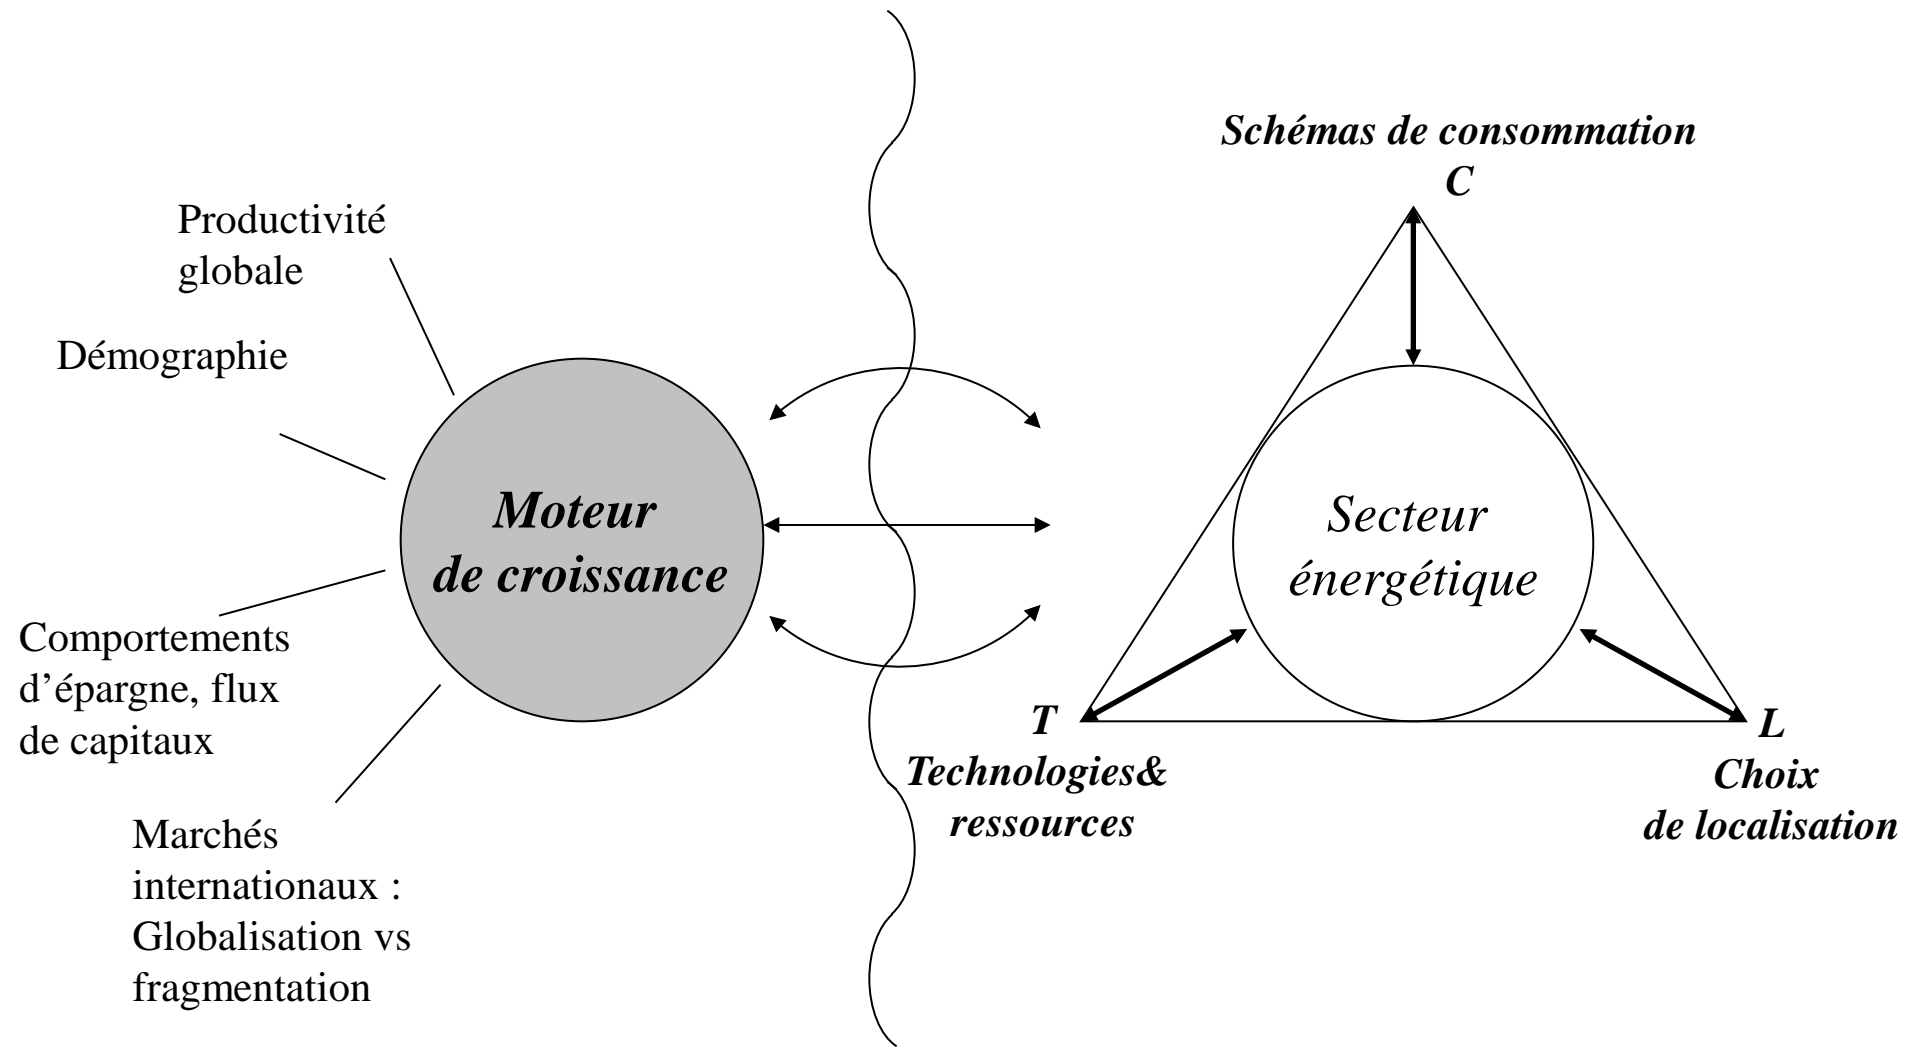 Productivité
globale
Démographie
Comportements
d’épargne, flux
de capitaux
Marchés
internationaux :
Globalisation vs
fragmentation
Moteur
de croissance
Schémas de consommation
C
Secteur
énergétique
T
Technologies&
ressources
L
Choix
de localisation